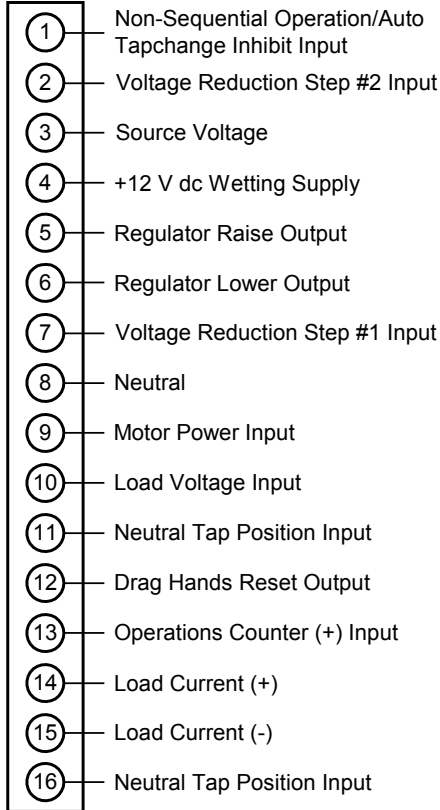 1 Non-Sequential Operation/Auto
Tapchange Inhibit Input
2 Voltage Reduction Step #2 Input
3 Source Voltage
4 +12 V dc Wetting Supply
5 Regulator Raise Output
6 Regulator Lower Output
7 Voltage Reduction Step #1 Input
8 Neutral
9 Motor Power Input
10 Load Voltage Input
11 Neutral Tap Position Input
12 Drag Hands Reset Output
13 Operations Counter (+) Input
14 Load Current (+)
15 Load Current (-)
16 Neutral Tap Position Input